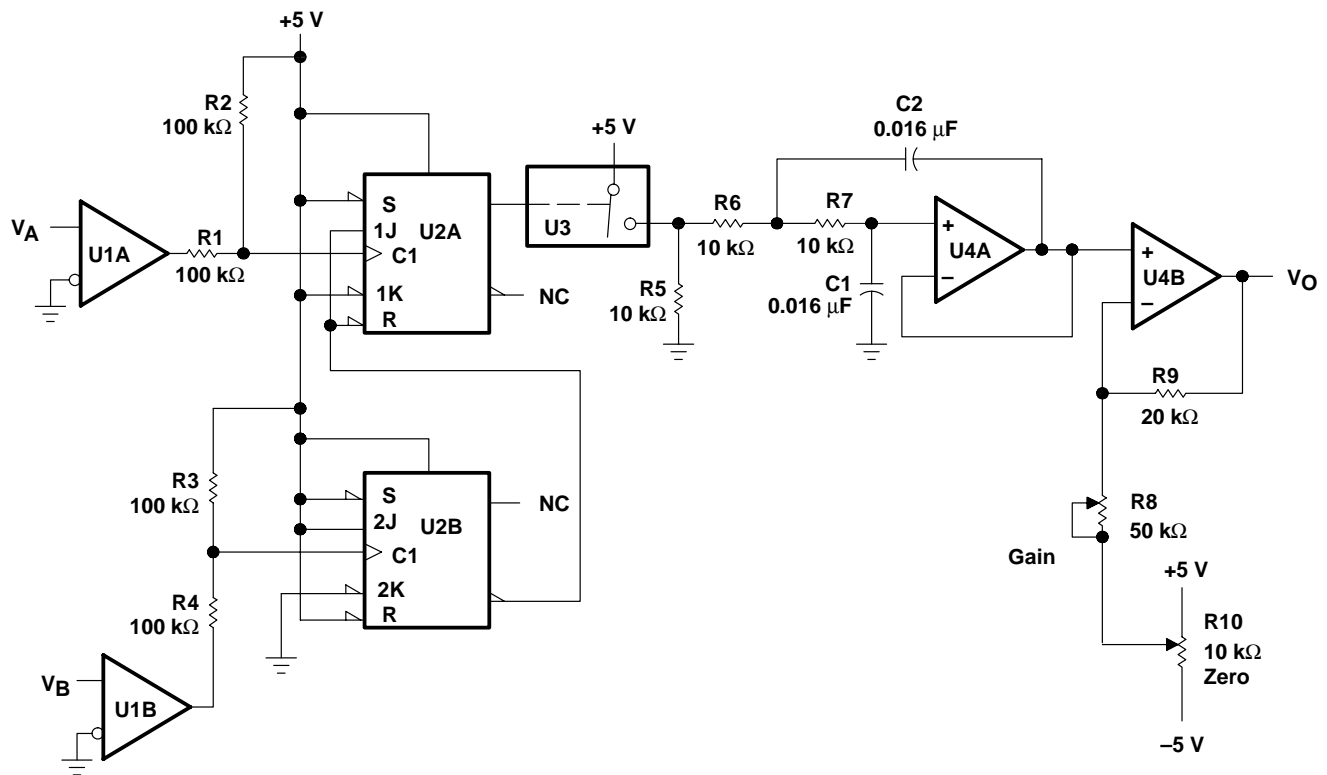 +5 V
R2
100 kΩ
VA
U1A
R1
100 kΩ
S
1J
C1
1K
R
U2A
NC
+5 V
U3
R5
10 kΩ
R6
10 kΩ
R7
10 kΩ
C1
0.016 μF
C2
0.016 μF
+
–
U4A
+
–
U4B
VO
R9
20 kΩ
R8
50 kΩ
Gain
+5 V
R10
10 kΩ
Zero
–5 V
R3
100 kΩ
R4
100 kΩ
VB
U1B
S
2J
C1
2K
R
U2B
NC